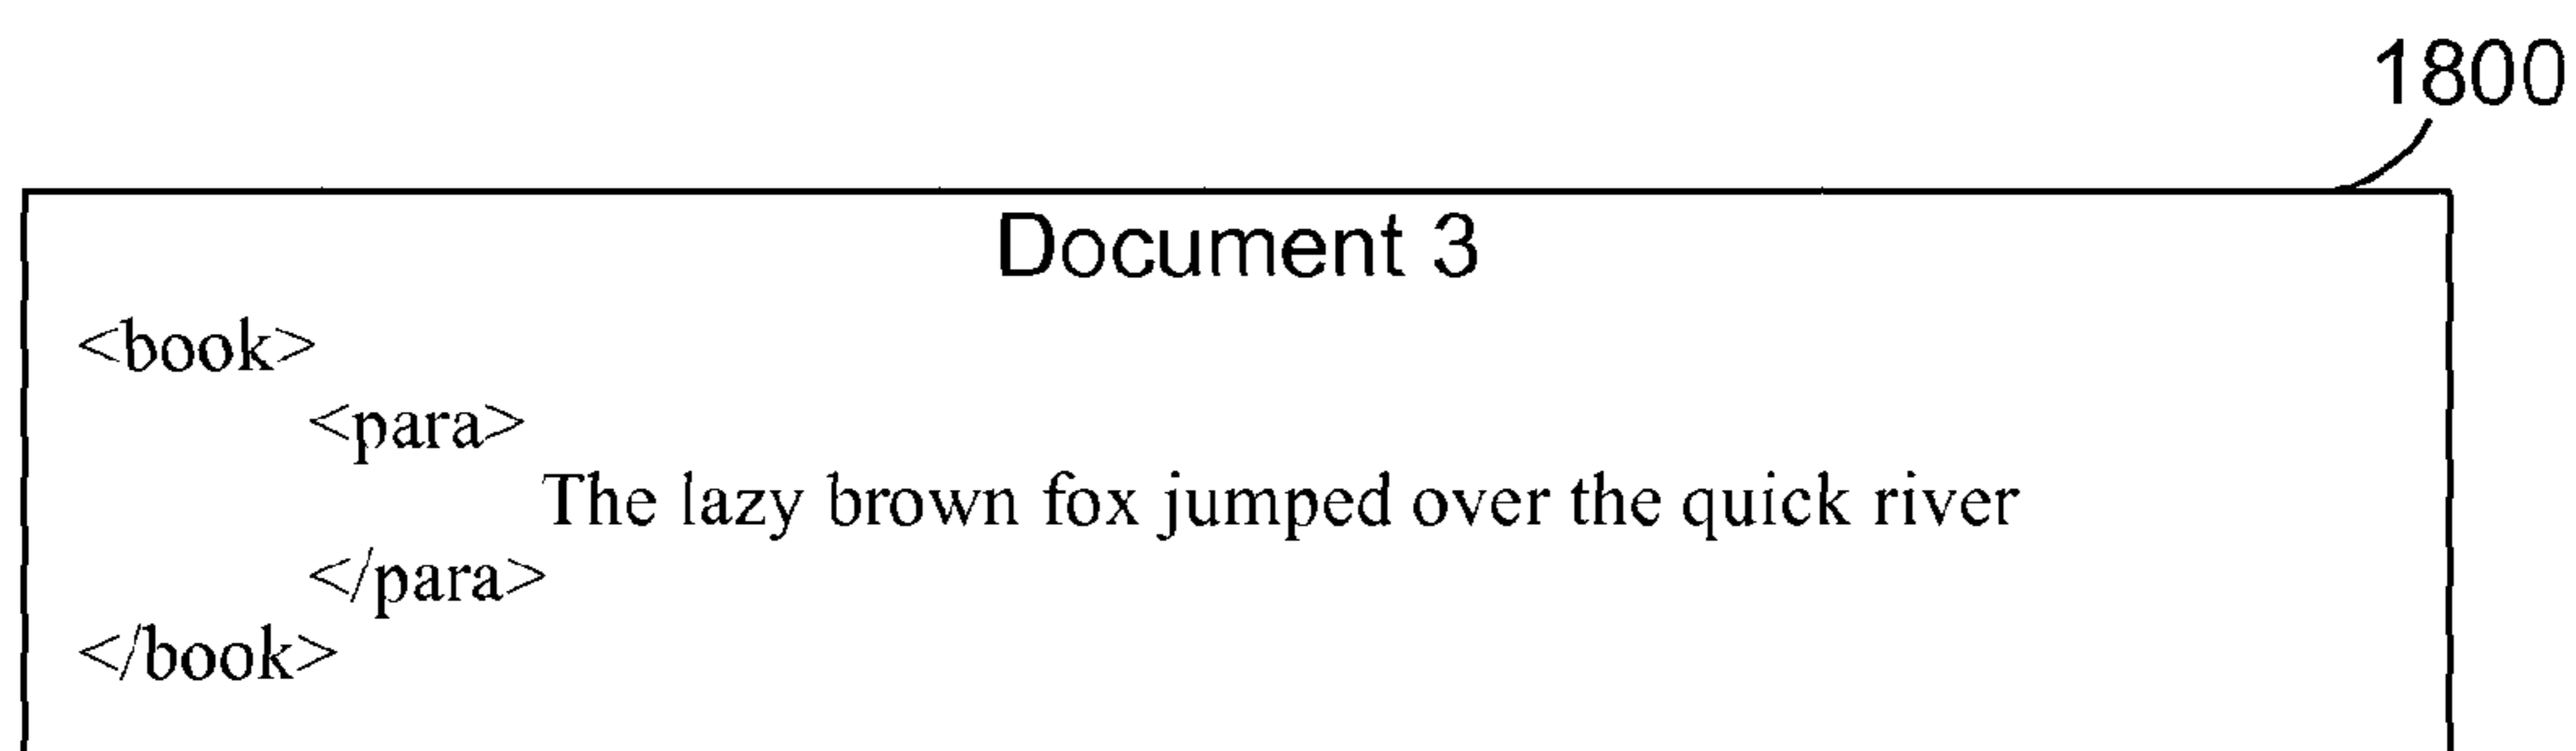 1800
Document 3
<book>
<para>
The lazy brown fox jumped over the quick river
</para>
</book>